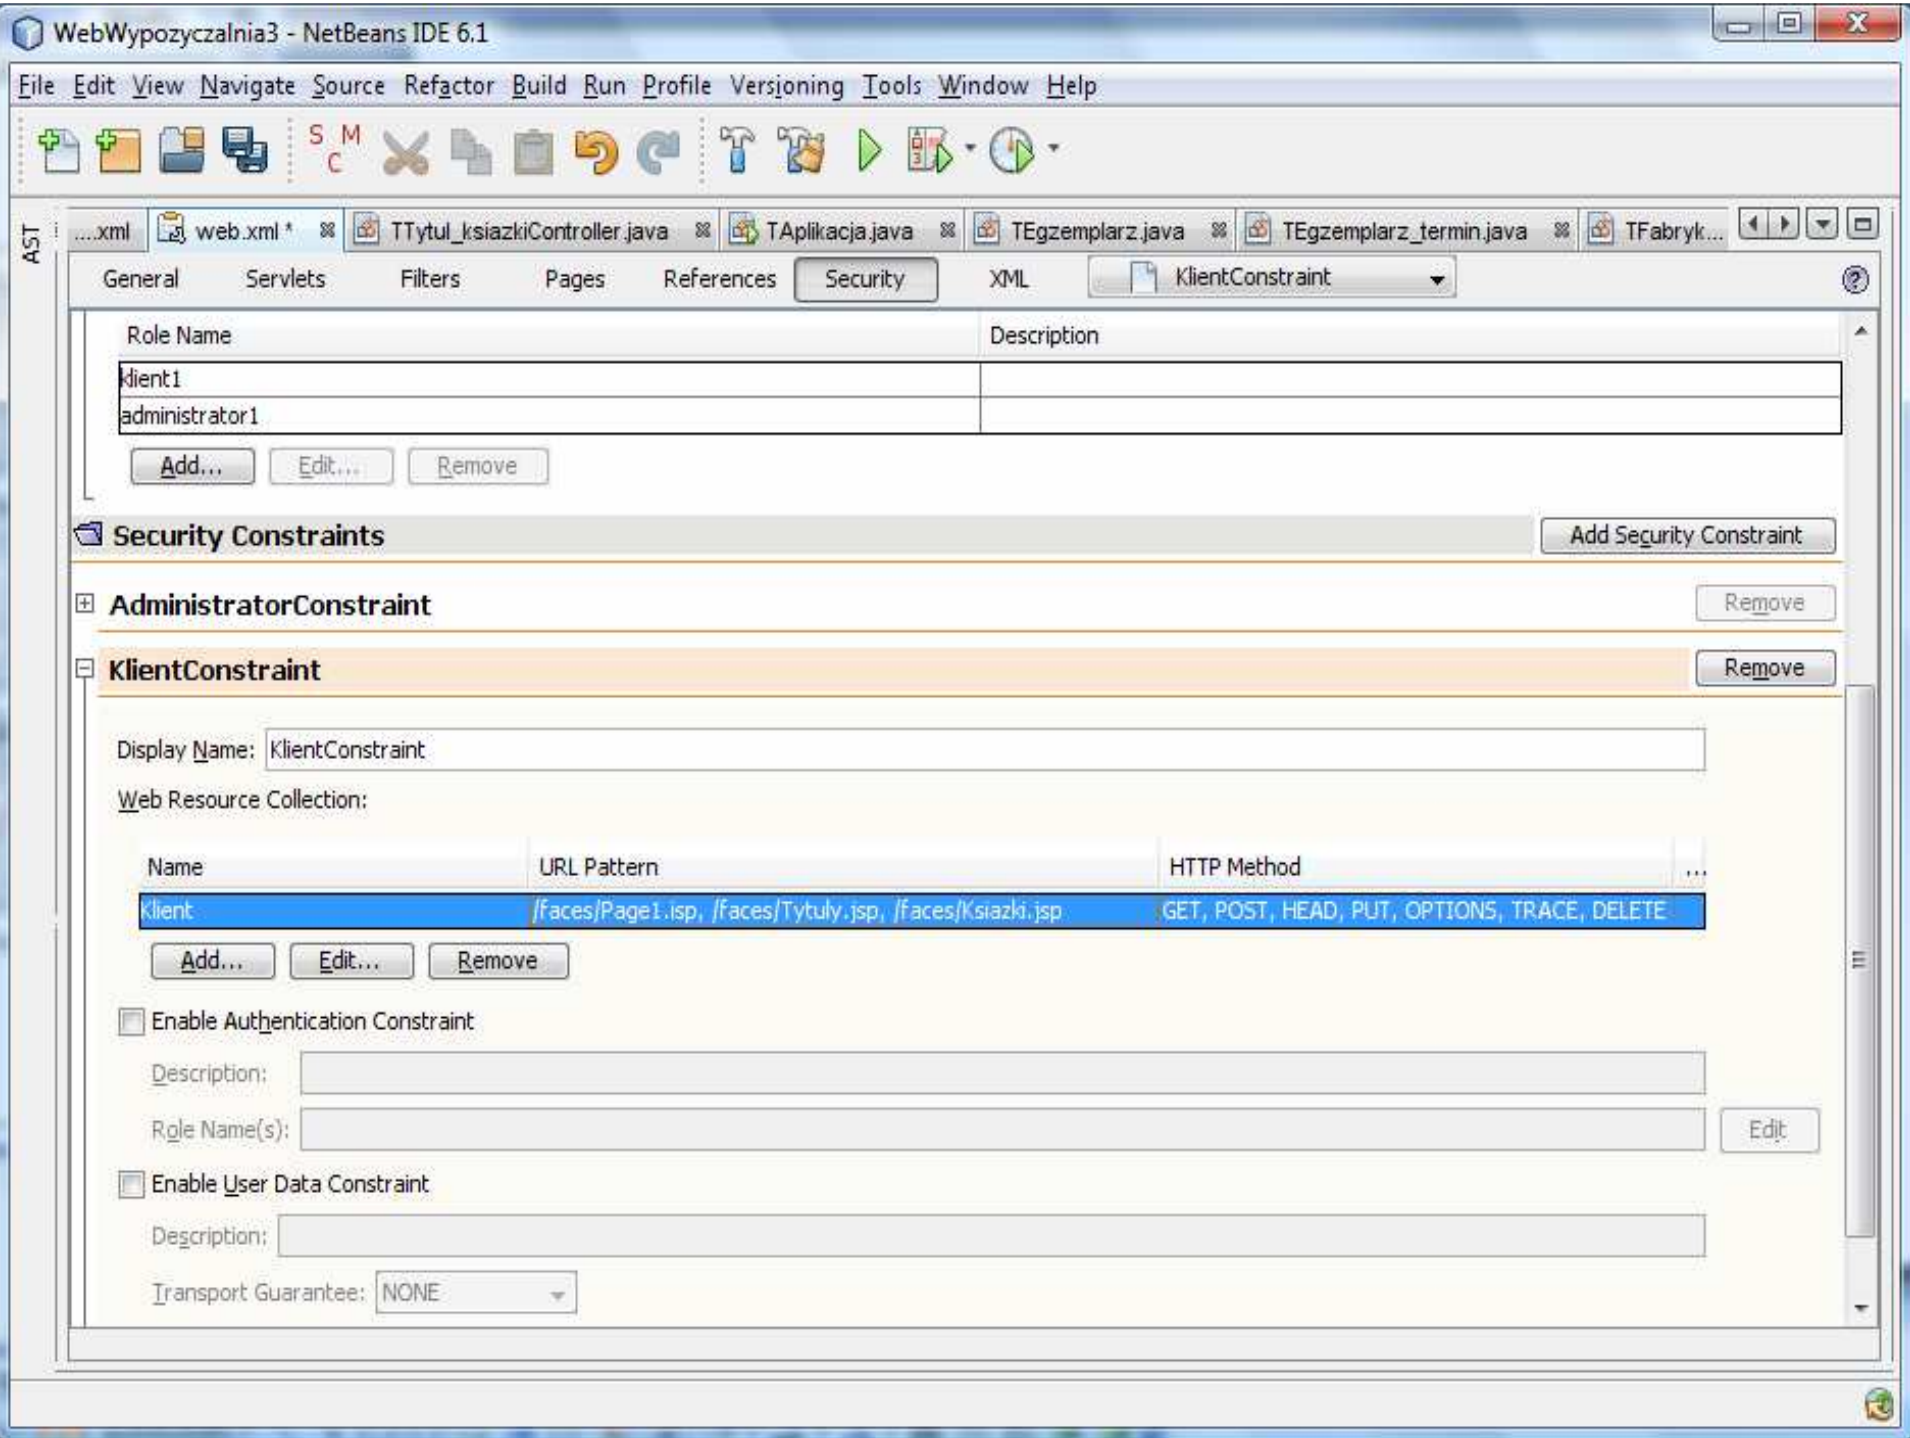 WebWypozyczalnia3 - NetBeans IDE 6.1
File Edit View Navigate Source Refactor Build Run Profile Versioning Tools Window Help
S M C
AST
....xml web.xml * TTytul_ksiazkiController.java TAplikacja.java TEgzemplarz.java TEgzemplarz_termin.java TFabryk...
General Servlets Filters Pages References Security XML KlientConstraint
Role Name Description
klient1
administrator1
Add... Edit... Remove
Security Constraints Add Security Constraint
AdministratorConstraint Remove
KlientConstraint Remove
Display Name: KlientConstraint
Web Resource Collection:
Name URL Pattern HTTP Method ...
Klient /faces/Page1.isp, /faces/Tytuly.jsp, /faces/Ksiazki.jsp GET, POST, HEAD, PUT, OPTIONS, TRACE, DELETE
Add... Edit... Remove
Enable Authentication Constraint
Description:
Role Name(s): Edit
Enable User Data Constraint
Description:
Transport Guarantee: NONE